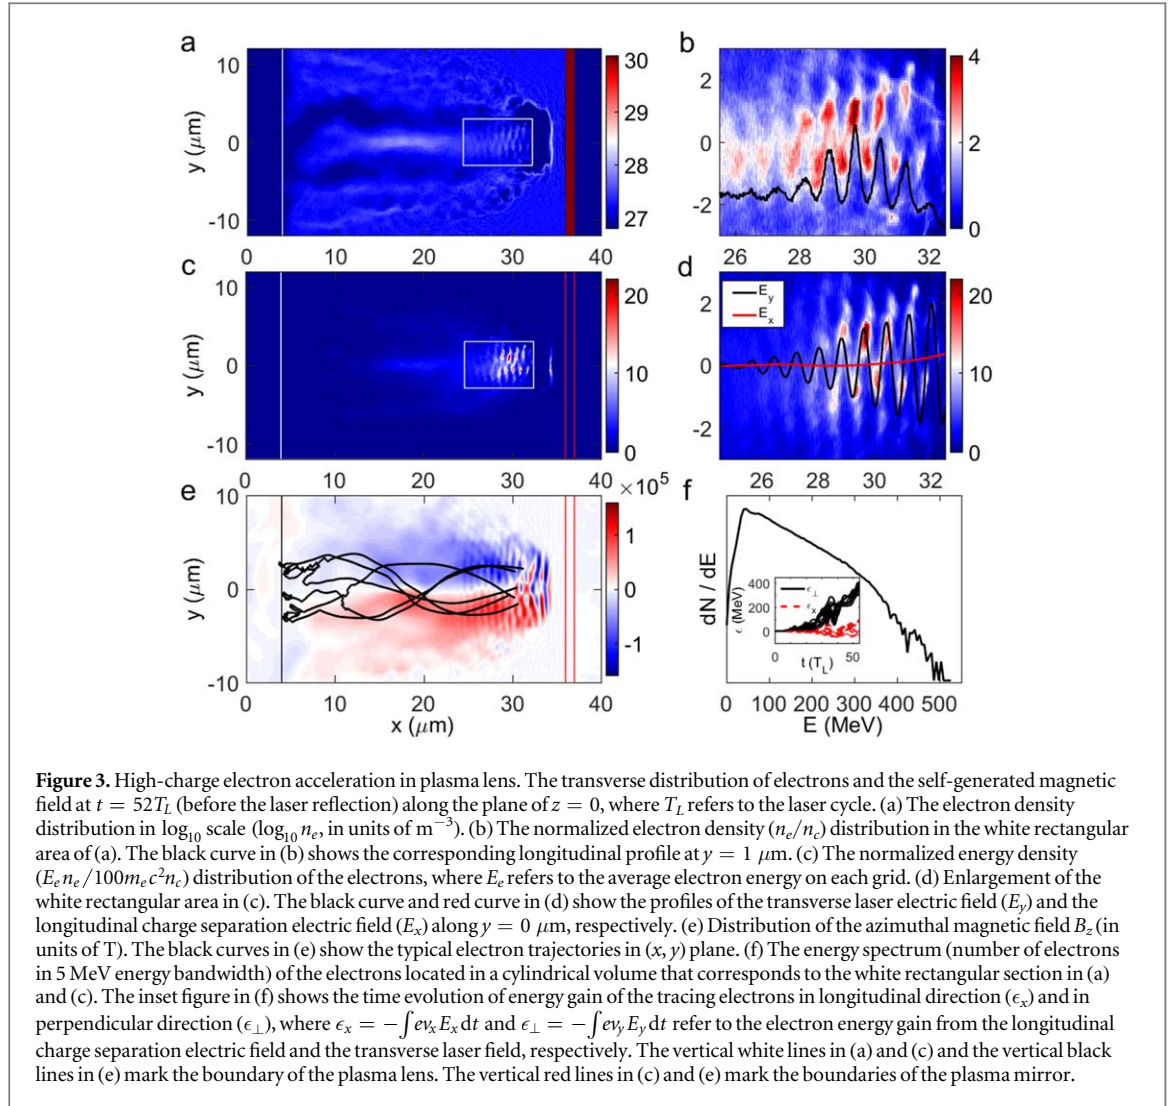 a
b
10
0
-10
y (μm)
0
10
20
30
40
30
29
28
27
2
0
-2
26
28
30
32
4
2
0
c
d
10
0
-10
y (μm)
0
10
20
30
40
20
10
0
E_y
E_x
2
0
-2
26
28
30
32
20
10
0
e
f
10
0
-10
y (μm)
0
10
20
30
40
x (μm)
×10^5
1
0
-1
dN / dE
400
200
0
ε (MeV)
ε_⊥
ε_x
0
50
t (T_L)
0
100
200
300
400
500
E (MeV)
Figure 3. High-charge electron acceleration in plasma lens. The transverse distribution of electrons and the self-generated magnetic
field at t = 52T_L (before the laser reflection) along the plane of z = 0, where T_L refers to the laser cycle. (a) The electron density
distribution in log_10 scale (log_10 n_e, in units of m^−3). (b) The normalized electron density (n_e/n_c) distribution in the white rectangular
area of (a). The black curve in (b) shows the corresponding longitudinal profile at y = 1 μm. (c) The normalized energy density
(E_e n_e/100m_e c^2 n_c) distribution of the electrons, where E_e refers to the average electron energy on each grid. (d) Enlargement of the
white rectangular area in (c). The black curve and red curve in (d) show the profiles of the transverse laser electric field (E_y) and the
longitudinal charge separation electric field (E_x) along y = 0 μm, respectively. (e) Distribution of the azimuthal magnetic field B_z (in
units of T). The black curves in (e) show the typical electron trajectories in (x, y) plane. (f) The energy spectrum (number of electrons
in 5 MeV energy bandwidth) of the electrons located in a cylindrical volume that corresponds to the white rectangular section in (a)
and (c). The inset figure in (f) shows the time evolution of energy gain of the tracing electrons in longitudinal direction (ϵ_x) and in
perpendicular direction (ϵ_⊥), where ϵ_x = −∫ev_x E_x dt and ϵ_⊥ = −∫ev_y E_y dt refer to the electron energy gain from the longitudinal
charge separation electric field and the transverse laser field, respectively. The vertical white lines in (a) and (c) and the vertical black
lines in (e) mark the boundary of the plasma lens. The vertical red lines in (c) and (e) mark the boundaries of the plasma mirror.